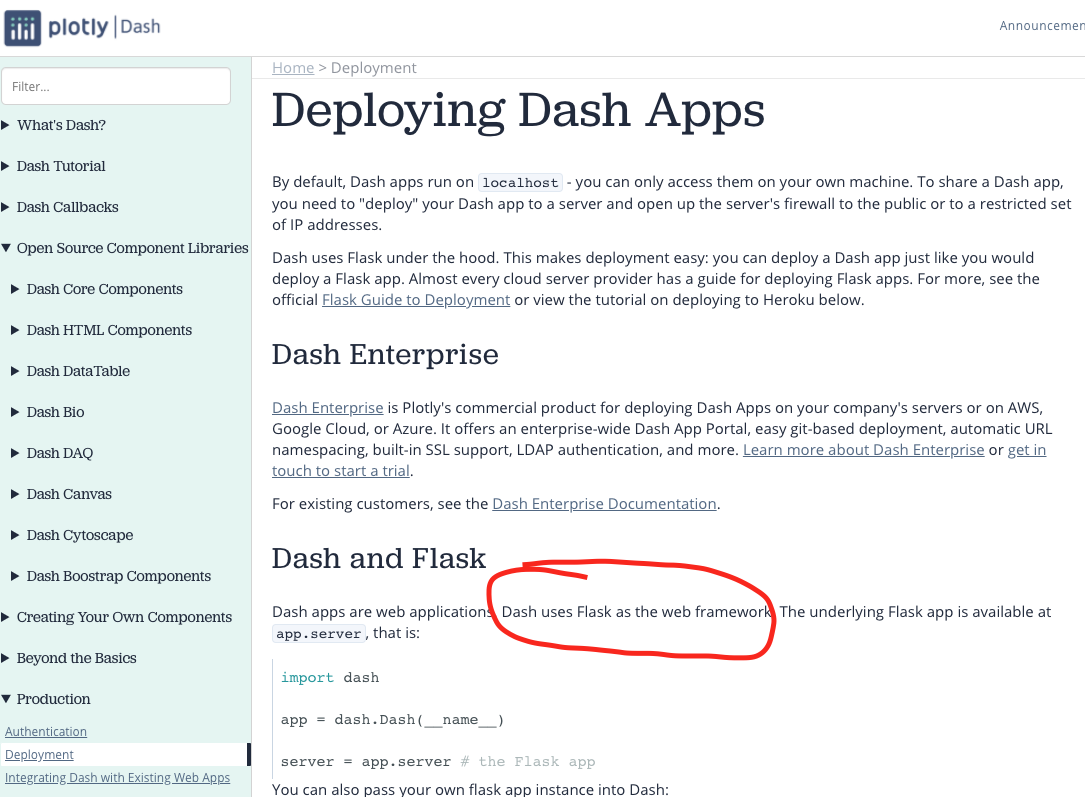 plotly | Dash
Announcemen
Filter...
What's Dash?
Dash Tutorial
Dash Callbacks
Open Source Component Libraries
Dash Core Components
Dash HTML Components
Dash DataTable
Dash Bio
Dash DAQ
Dash Canvas
Dash Cytoscape
Dash Boostrap Components
Creating Your Own Components
Beyond the Basics
Production
Authentication
Deployment
Integrating Dash with Existing Web Apps
Home > Deployment
Deploying Dash Apps
By default, Dash apps run on localhost - you can only access them on your own machine. To share a Dash app,
you need to "deploy" your Dash app to a server and open up the server's firewall to the public or to a restricted set
of IP addresses.
Dash uses Flask under the hood. This makes deployment easy: you can deploy a Dash app just like you would
deploy a Flask app. Almost every cloud server provider has a guide for deploying Flask apps. For more, see the
official Flask Guide to Deployment or view the tutorial on deploying to Heroku below.
Dash Enterprise
Dash Enterprise is Plotly's commercial product for deploying Dash Apps on your company's servers or on AWS,
Google Cloud, or Azure. It offers an enterprise-wide Dash App Portal, easy git-based deployment, automatic URL
namespacing, built-in SSL support, LDAP authentication, and more. Learn more about Dash Enterprise or get in
touch to start a trial.
For existing customers, see the Dash Enterprise Documentation.
Dash and Flask
Dash apps are web applications. Dash uses Flask as the web framework. The underlying Flask app is available at
app.server, that is:
import dash
app = dash.Dash(__name__)
server = app.server # the Flask app
You can also pass your own flask app instance into Dash: